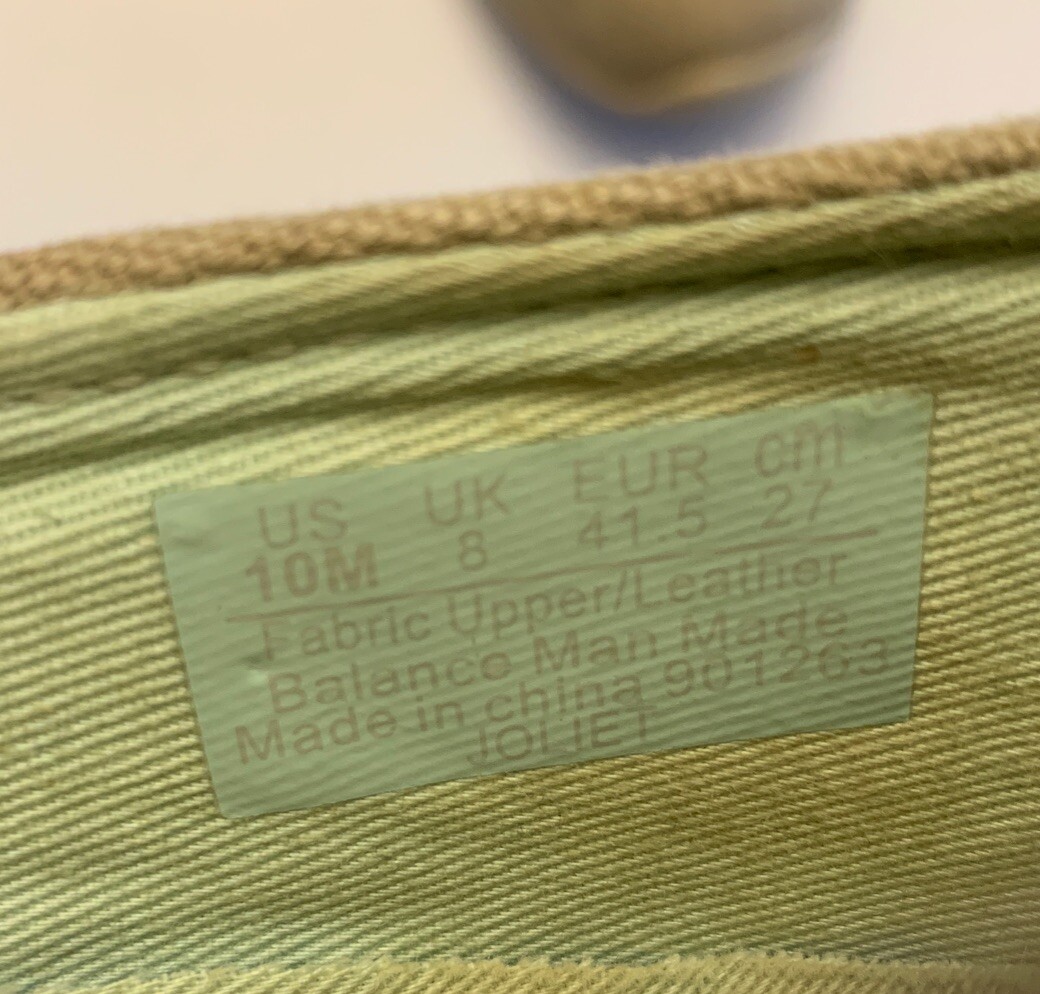 US UK EUR cm
10M 8 41.5 27
Fabric Upper/Leather
Balance Man Made
Made in china 901263
JOLIET